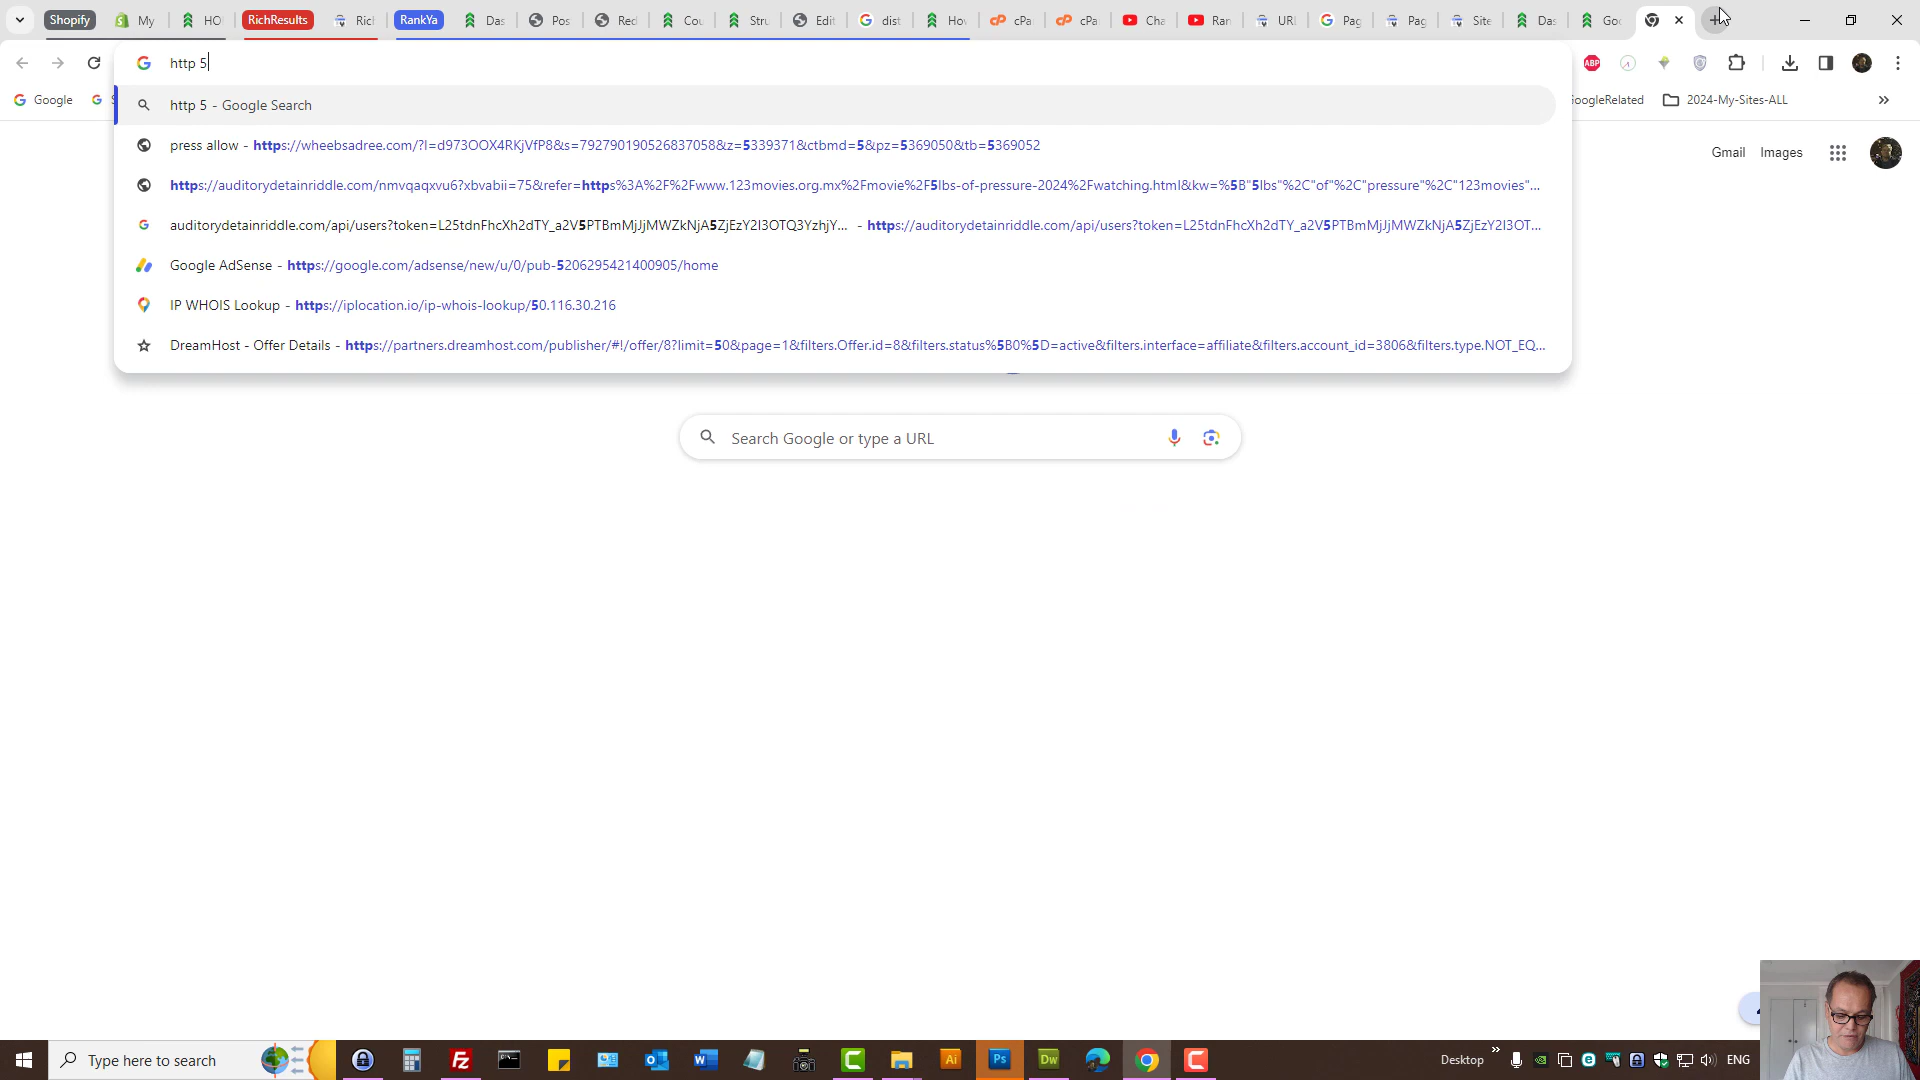 Shopify My HO RichResults Ric RankYa Das Pos Red Cou Stru Edit dist Hov cPa cPa Cha Ran URL Pag Pag Site Das Goo
http 5
Google
GoogleRelated 2024-My-Sites-ALL »
http 5 - Google Search
press allow - https://wheebsadree.com/?l=d973OOX4RKjVfP8&s=792790190526837058&z=5339371&ctbmd=5&pz=5369050&tb=5369052
https://auditorydetainriddle.com/nmvqaqxvu6?xbvabii=75&refer=https%3A%2F%2Fwww.123movies.org.mx%2Fmovie%2F5lbs-of-pressure-2024%2Fwatching.html&kw=%5B"5lbs"%2C"of"%2C"pressure"%2C"123movies"...
auditorydetainriddle.com/api/users?token=L25tdnFhcXh2dTY_a2V5PTBmMjJjMWZkNjA5ZjEzY2I3OTQ3YzhjY... - https://auditorydetainriddle.com/api/users?token=L25tdnFhcXh2dTY_a2V5PTBmMjJjMWZkNjA5ZjEzY2I3OT...
Google AdSense - https://google.com/adsense/new/u/0/pub-5206295421400905/home
IP WHOIS Lookup - https://iplocation.io/ip-whois-lookup/50.116.30.216
DreamHost - Offer Details - https://partners.dreamhost.com/publisher/#!/offer/8?limit=50&page=1&filters.Offer.id=8&filters.status%5B0%5D=active&filters.interface=affiliate&filters.account_id=3806&filters.type.NOT_EQ...
Gmail Images
Search Google or type a URL
Type here to search
Desktop » ENG